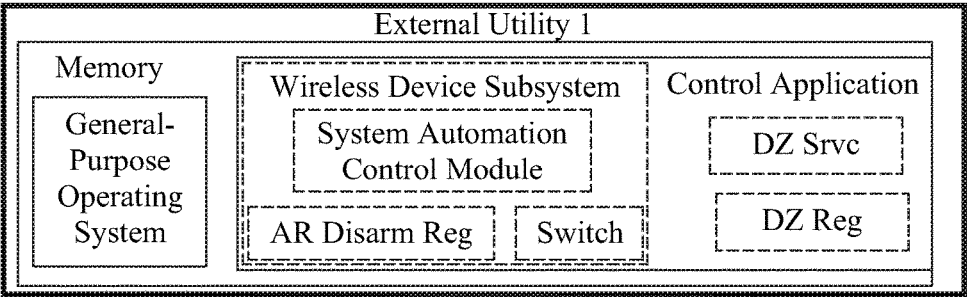 External Utility 1
Memory
General-
Purpose
Operating
System
Wireless Device Subsystem
System Automation
Control Module
AR Disarm Reg
Switch
Control Application
DZ Srvc
DZ Reg